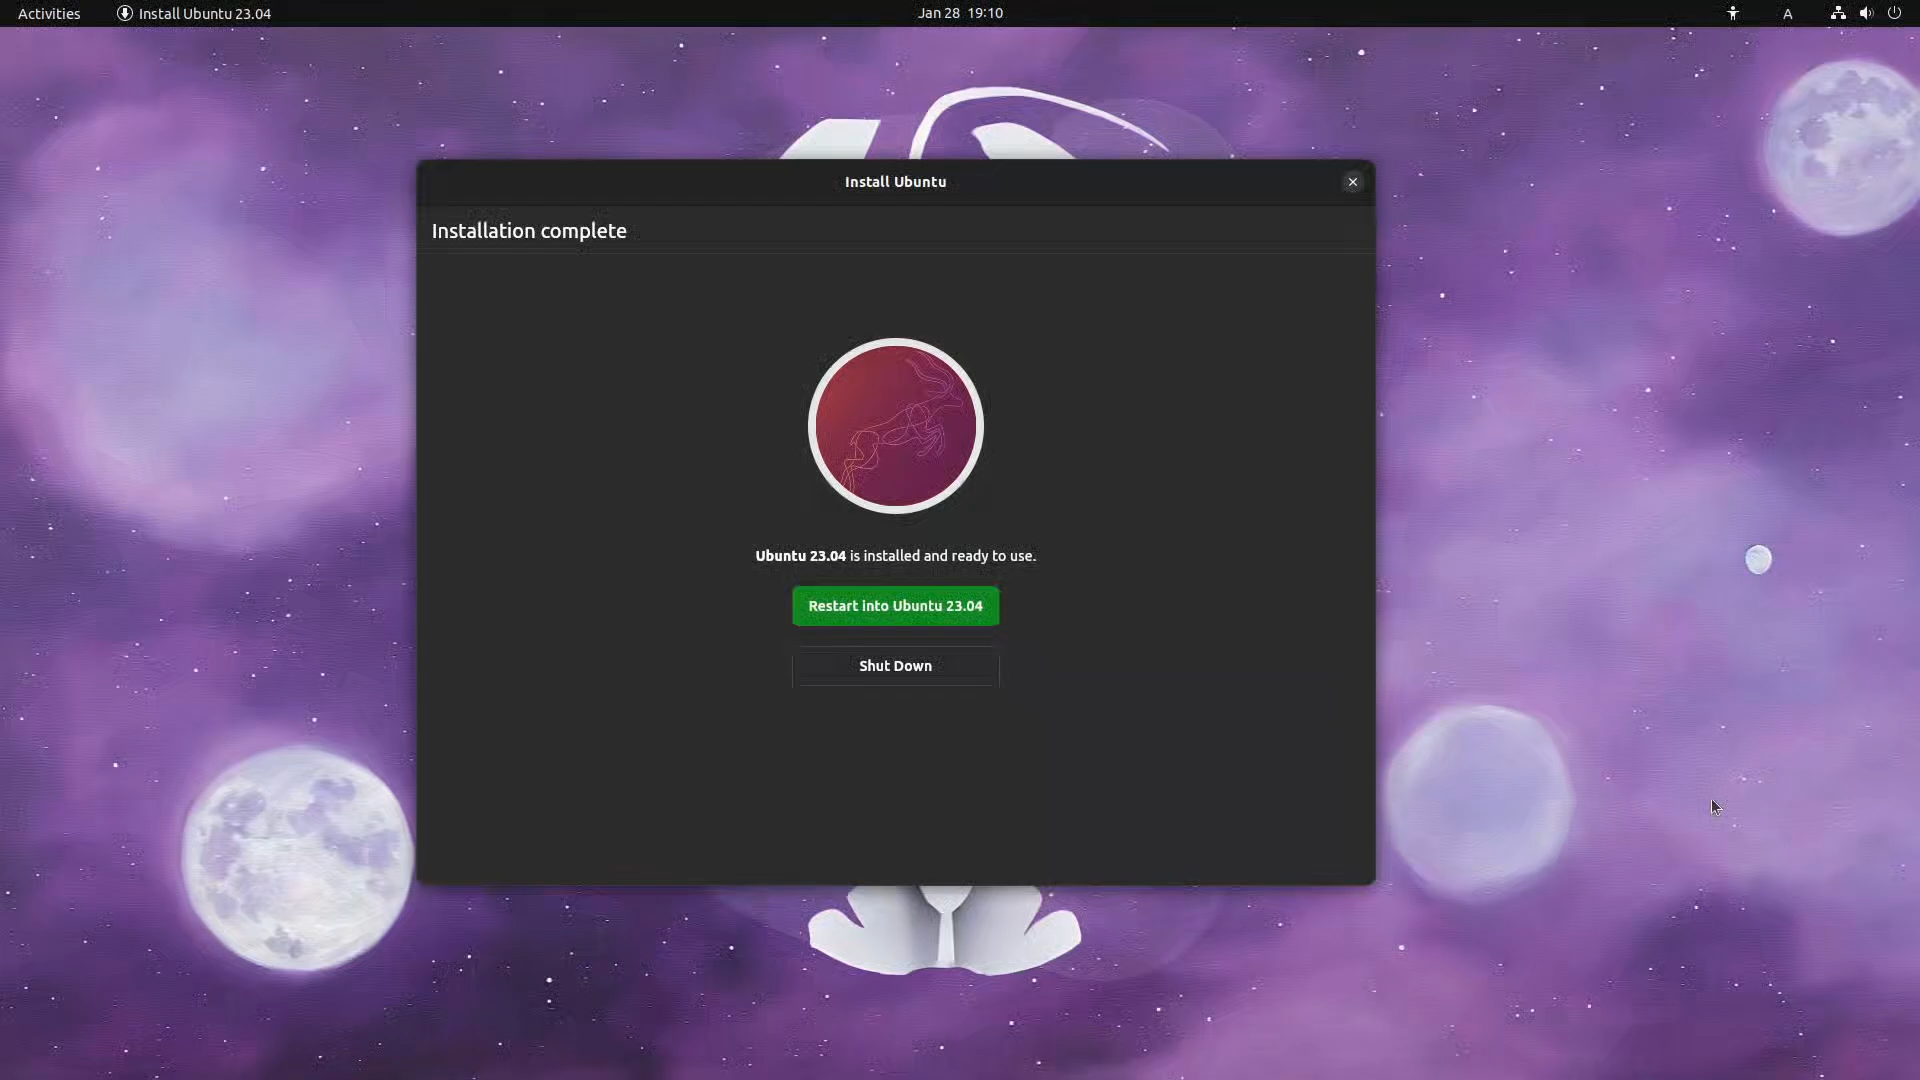 Activities
Install Ubuntu 23.04
Jan 28 19:10
A
Install Ubuntu
Installation complete
Ubuntu 23.04 is installed and ready to use.
Restart into Ubuntu 23.04
Shut Down